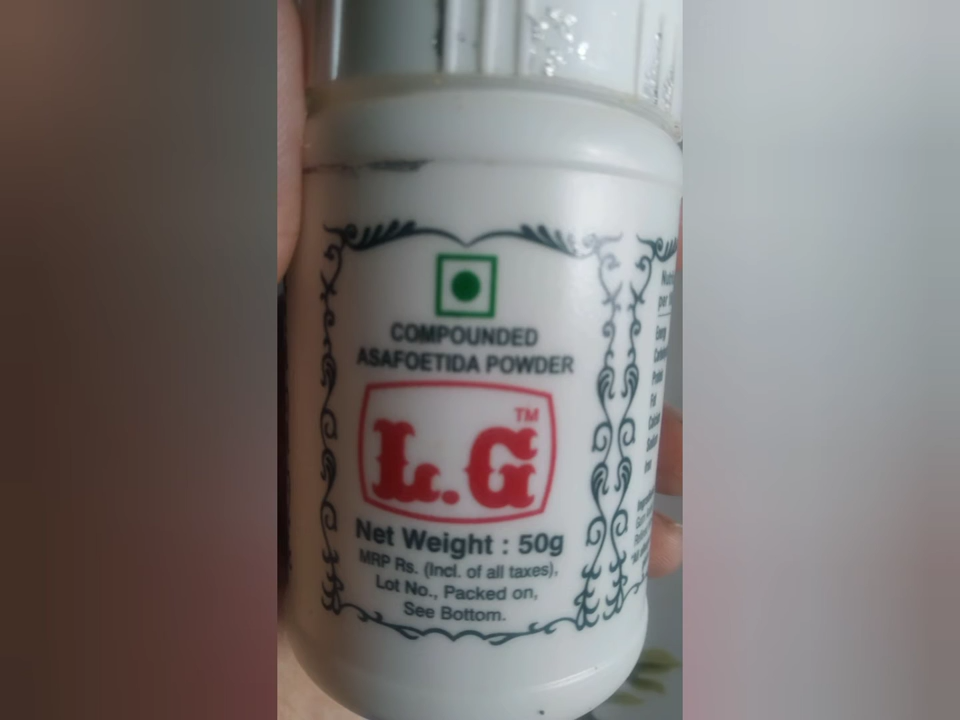 COMPOUNDED
ASAFOETIDA POWDER
L.G
TM
Net Weight : 50g
MRP Rs. (Incl. of all taxes),
Lot No., Packed on,
See Bottom.